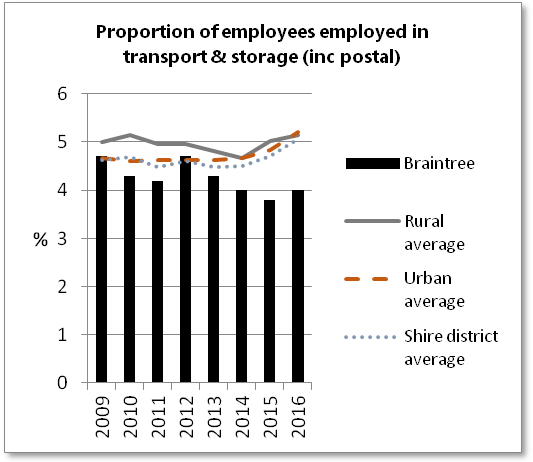 Proportion of employees employed in
transport & storage (inc postal)
6
5
4
3
2
1
0
%
2009
2010
2011
2012
2013
2014
2015
2016
Braintree
Rural
average
Urban
average
Shire district
average